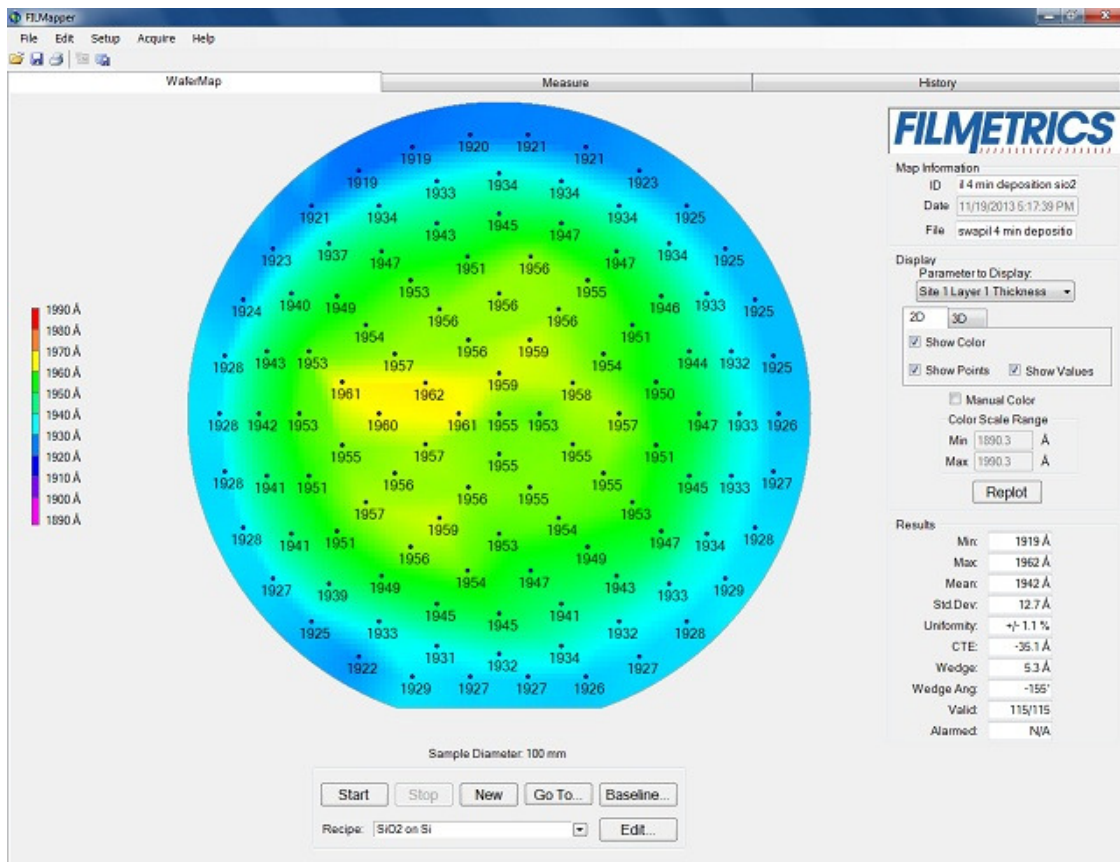 FILMapper
File Edit Setup Acquire Help
WaferMap Measure History
1920 1921
1919 1921
1919 1933 1934 1934 1923
1921 1934 1945 1934 1925
1943 1947
1923 1937 1947 1951 1956 1947 1934 1925
1953 1955
1924 1940 1949 1956 1956 1956 1946 1933 1925
1954 1951
1928 1943 1953 1957 1956 1959 1954 1944 1932 1925
1961 1962 1959 1958 1950
1928 1942 1953 1960 1961 1955 1953 1957 1947 1933 1926
1955 1957 1955 1955 1951
1928 1941 1951 1956 1956 1955 1955 1945 1933 1927
1957 1953
1928 1941 1951 1959 1953 1954 1947 1934 1928
1956 1949
1927 1939 1949 1954 1947 1943 1933 1929
1945 1941
1925 1933 1945 1932 1928
1931 1932 1934
1922 1927
1929 1927 1927 1926
1990 Å
1980 Å
1970 Å
1960 Å
1950 Å
1940 Å
1930 Å
1920 Å
1910 Å
1900 Å
1890 Å
Sample Diameter: 100 mm
Start Stop New Go To... Baseline...
Recipe: SiO2 on Si Edit...
FILMETRICS
Map Information
ID il 4 min deposition sio2
Date 11/19/2013 5:17:39 PM
File swapil 4 min depositio
Display
Parameter to Display:
Site 1 Layer 1 Thickness
2D 3D
Show Color
Show Points Show Values
Manual Color
Color Scale Range
Min 1890.3 Å
Max 1990.3 Å
Replot
Results
Min: 1919 Å
Max: 1962 Å
Mean: 1942 Å
Std.Dev: 12.7 Å
Uniformity: +/- 1.1 %
CTE: -35.1 Å
Wedge: 5.3 Å
Wedge Ang: -155°
Valid: 115/115
Alarmed: N/A